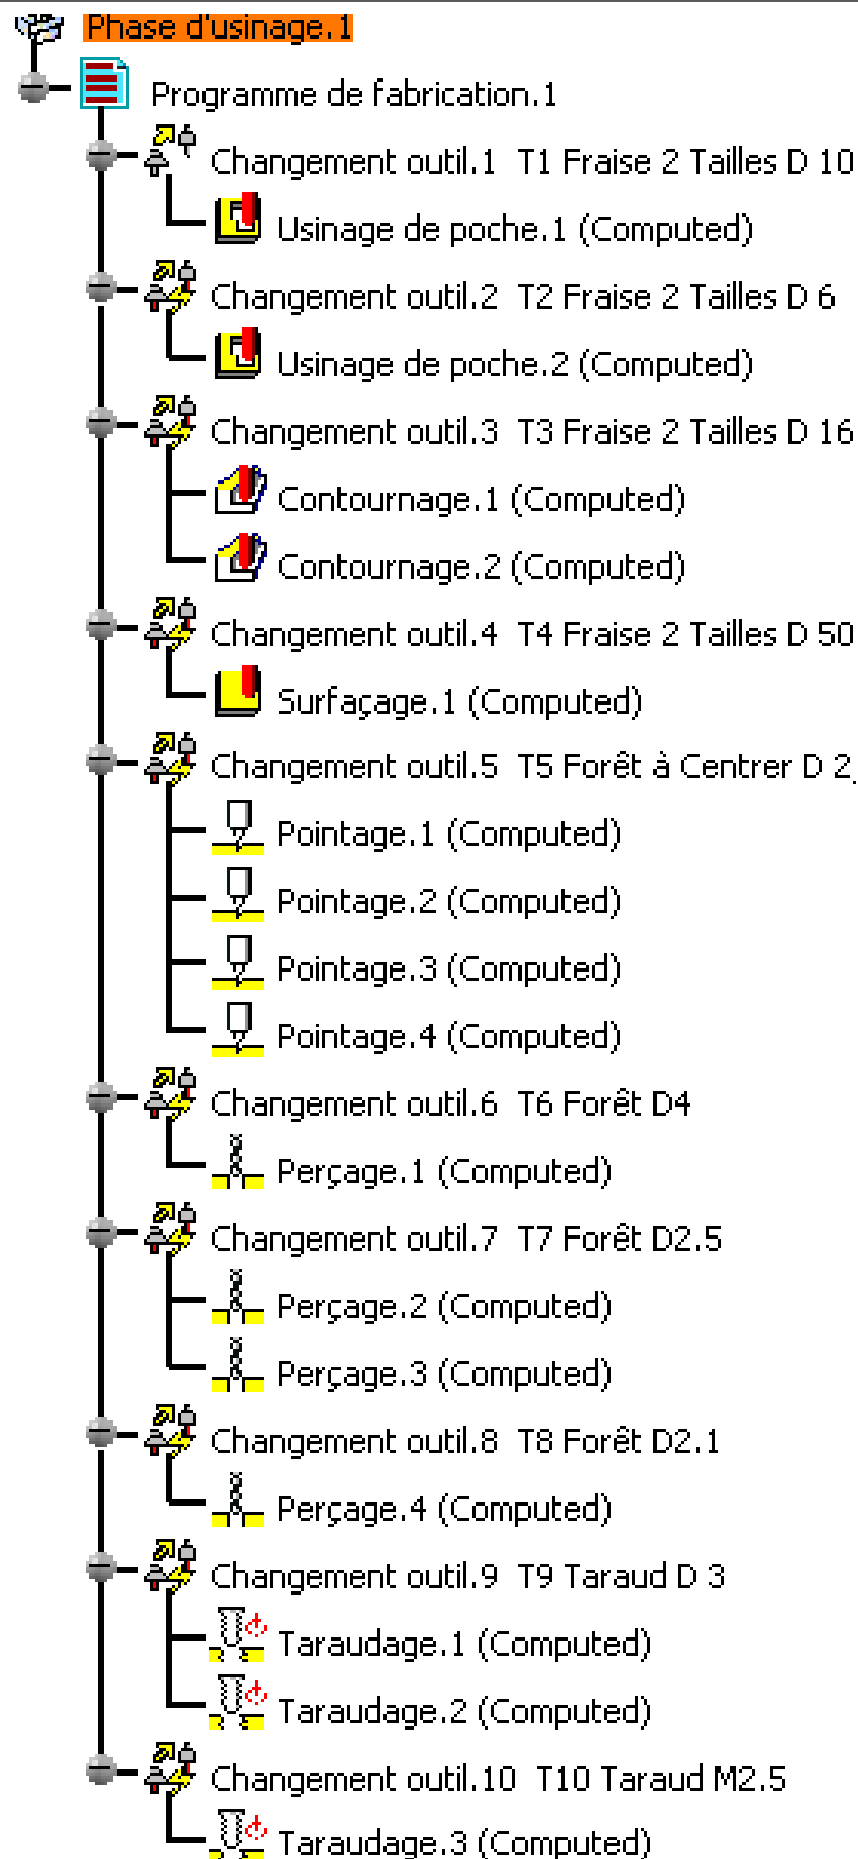 Phase d'usinage.1
Programme de fabrication.1
Changement outil.1 T1 Fraise 2 Tailles D 10
Usinage de poche.1 (Computed)
Changement outil.2 T2 Fraise 2 Tailles D 6
Usinage de poche.2 (Computed)
Changement outil.3 T3 Fraise 2 Tailles D 16
Contournage.1 (Computed)
Contournage.2 (Computed)
Changement outil.4 T4 Fraise 2 Tailles D 50
Surfaçage.1 (Computed)
Changement outil.5 T5 Forêt à Centrer D 2
Pointage.1 (Computed)
Pointage.2 (Computed)
Pointage.3 (Computed)
Pointage.4 (Computed)
Changement outil.6 T6 Forêt D4
Perçage.1 (Computed)
Changement outil.7 T7 Forêt D2.5
Perçage.2 (Computed)
Perçage.3 (Computed)
Changement outil.8 T8 Forêt D2.1
Perçage.4 (Computed)
Changement outil.9 T9 Taraud D 3
Taraudage.1 (Computed)
Taraudage.2 (Computed)
Changement outil.10 T10 Taraud M2.5
Taraudage.3 (Computed)